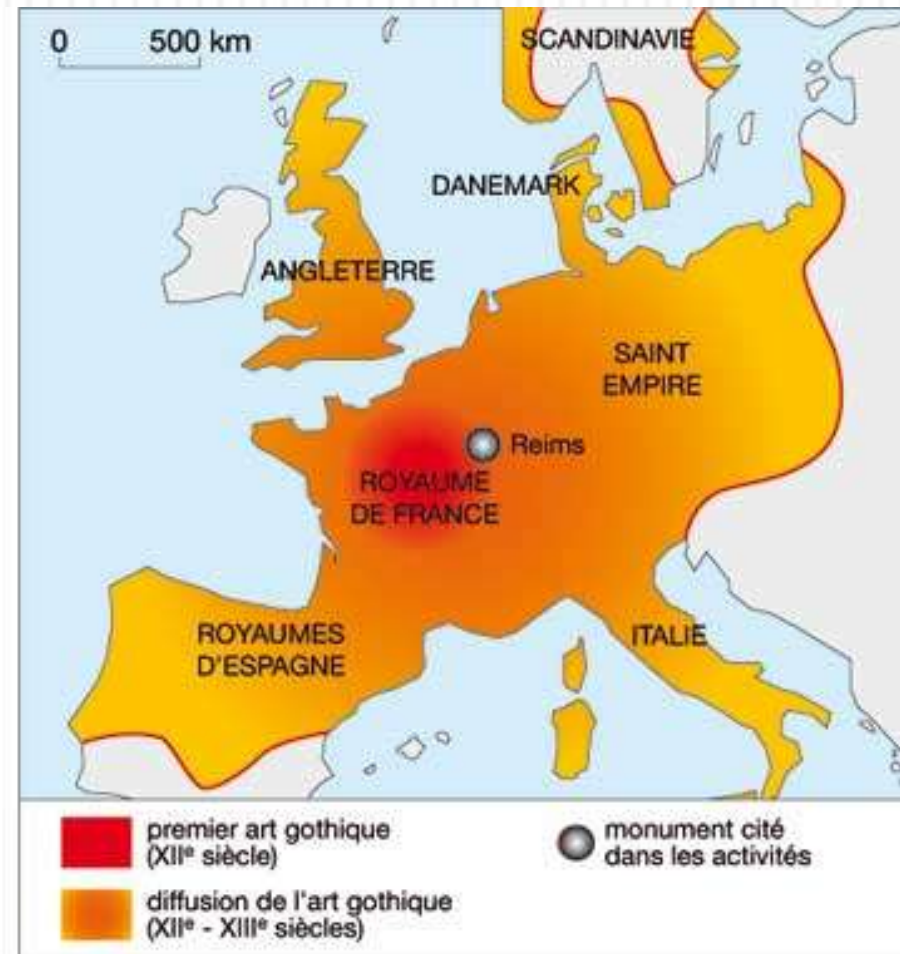 0 500 km
SCANDINAVIE
DANEMARK
ANGLETERRE
SAINT
EMPIRE
Reims
ROYAUME
DE FRANCE
ROYAUMES
D'ESPAGNE
ITALIE
premier art gothique
(XIIe siècle)
monument cité
dans les activités
diffusion de l'art gothique
(XIIe - XIIIe siècles)